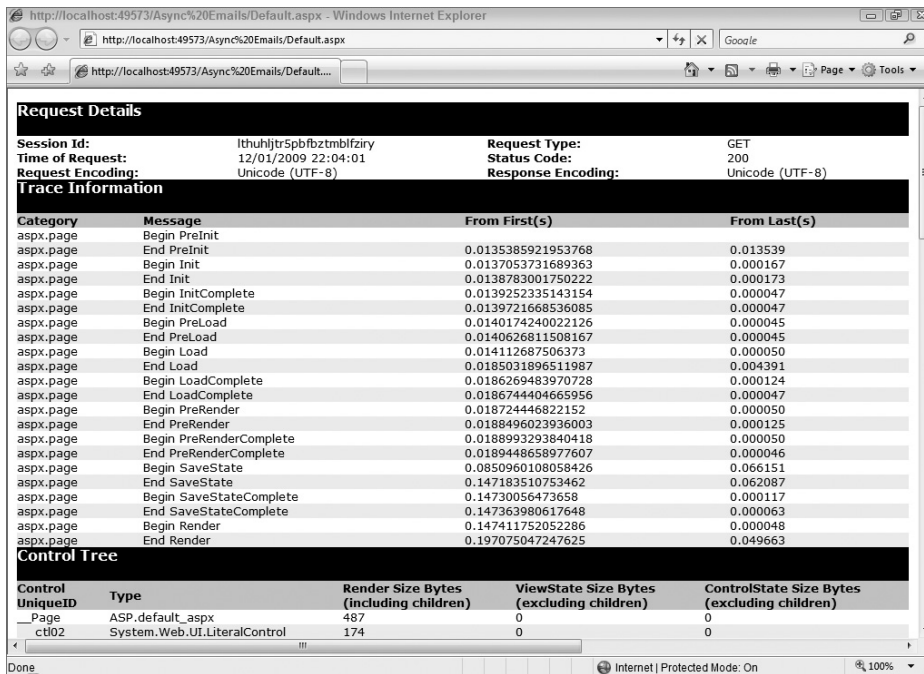 http://localhost:49573/Async%20Emails/Default.aspx - Windows Internet Explorer
http://localhost:49573/Async%20Emails/Default.aspx Google
http://localhost:49573/Async%20Emails/Default.... Page Tools
Request Details
Session Id: lthuhljtr5pbfbztmblfziry Request Type: GET
Time of Request: 12/01/2009 22:04:01 Status Code: 200
Request Encoding: Unicode (UTF-8) Response Encoding: Unicode (UTF-8)
Trace Information
Category Message From First(s) From Last(s)
aspx.page Begin PreInit
aspx.page End PreInit 0.0135385921953768 0.013539
aspx.page Begin Init 0.0137053731689363 0.000167
aspx.page End Init 0.0138783001750222 0.000173
aspx.page Begin InitComplete 0.0139252335143154 0.000047
aspx.page End InitComplete 0.0139721668536085 0.000047
aspx.page Begin PreLoad 0.0140174240022126 0.000045
aspx.page End PreLoad 0.0140626811508167 0.000045
aspx.page Begin Load 0.014112687506373 0.000050
aspx.page End Load 0.0185031896511987 0.004391
aspx.page Begin LoadComplete 0.0186269483970728 0.000124
aspx.page End LoadComplete 0.0186744404665956 0.000047
aspx.page Begin PreRender 0.018724446822152 0.000050
aspx.page End PreRender 0.0188496023936003 0.000125
aspx.page Begin PreRenderComplete 0.0188993293840418 0.000050
aspx.page End PreRenderComplete 0.0189448658977607 0.000046
aspx.page Begin SaveState 0.0850960108058426 0.066151
aspx.page End SaveState 0.147183510753462 0.062087
aspx.page Begin SaveStateComplete 0.14730056473658 0.000117
aspx.page End SaveStateComplete 0.147363980617648 0.000063
aspx.page Begin Render 0.147411752052286 0.000048
aspx.page End Render 0.197075047247625 0.049663
Control Tree
Control UniqueID Type Render Size Bytes (including children) ViewState Size Bytes (excluding children) ControlState Size Bytes (excluding children)
__Page ASP.default_aspx 487 0 0
ctl02 System.Web.UI.LiteralControl 174 0 0
Done Internet | Protected Mode: On 100%